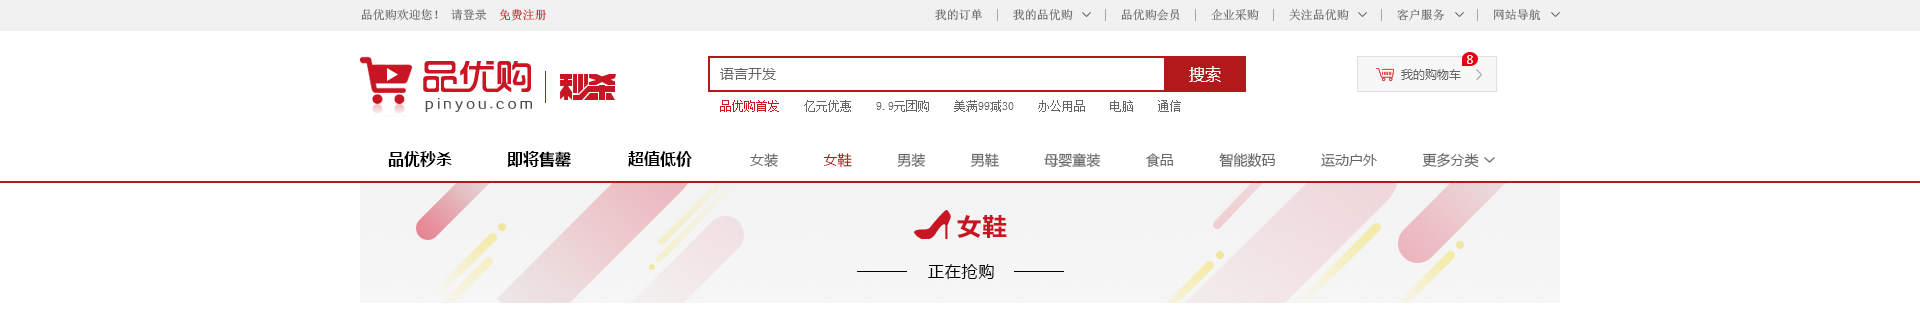 品优购欢迎您！ 请登录 免费注册 我的订单 我的品优购 品优购会员 企业采购 关注品优购 客户服务 网站导航
品优购 秒杀
pinyou.com
语言开发 搜索 我的购物车 8
品优购首发 亿元优惠 9.9元团购 美满99减30 办公用品 电脑 通信
品优秒杀 即将售罄 超值低价 女装 女鞋 男装 男鞋 母婴童装 食品 智能数码 运动户外 更多分类
女鞋
正在抢购